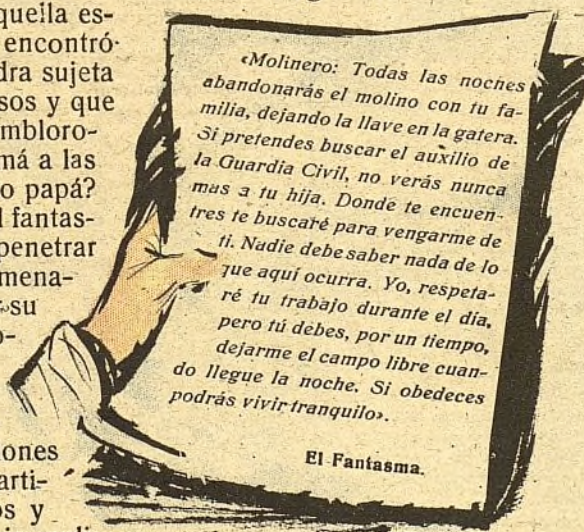 queila es-
encontró-
dra sujeta
sos y que
mbloro-
má a las
o papá?
l fantas-
penetrar
mena-
su
o-
iones
arti-
s y
«Molinero: Todas las noches
abandonarás el molino con tu fa-
milia, dejando la llave en la gatera.
Si pretendes buscar el auxilio de
la Guardia Civil, no verás nunca
mas a tu hija. Donde te encuen-
tres te buscaré para vengarme de
ti. Nadie debe saber nada de lo
que aquí ocurra. Yo, respeta-
ré tu trabajo durante el día,
pero tú debes, por un tiempo,
dejarme el campo libre cuan-
do llegue la noche. Si obedeces
podrás vivir tranquilo».
El Fantasma.